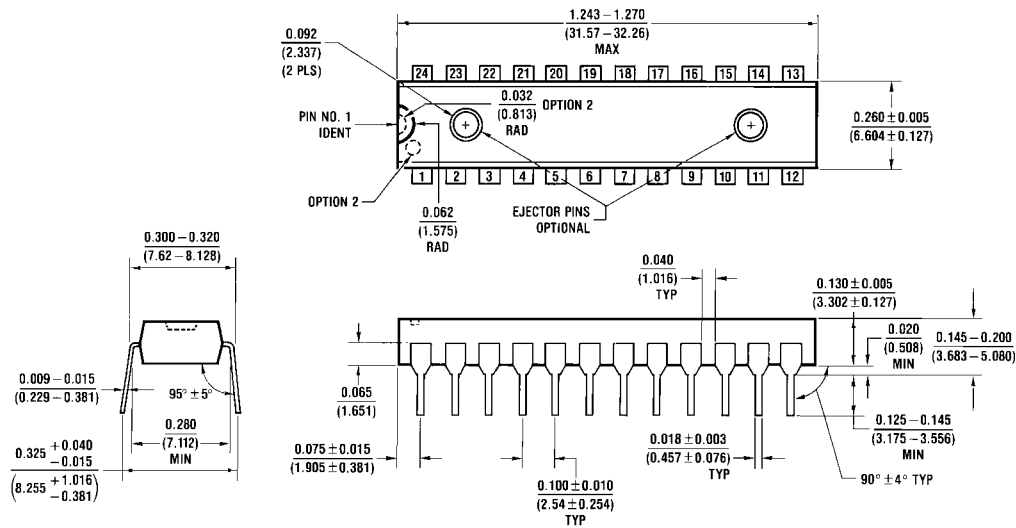 1.243 – 1.270
(31.57 – 32.26)
MAX
0.092
(2.337)
(2 PLS)
24 23 22 21 20 19 18 17 16 15 14 13
0.032
(0.813)
RAD
OPTION 2
PIN NO. 1
IDENT
0.260 ± 0.005
(6.604 ± 0.127)
1 2 3 4 5 6 7 8 9 10 11 12
OPTION 2
0.062
(1.575)
RAD
EJECTOR PINS
OPTIONAL
0.300 – 0.320
(7.62 – 8.128)
0.040
(1.016)
TYP
0.130 ± 0.005
(3.302 ± 0.127)
0.020
(0.508)
MIN
0.145 – 0.200
(3.683 – 5.080)
0.009 – 0.015
(0.229 – 0.381)
95° ± 5°
0.280
(7.112)
MIN
0.325 +0.040
–0.015
(8.255 +1.016
–0.381)
0.065
(1.651)
0.075 ± 0.015
(1.905 ± 0.381)
0.100 ± 0.010
(2.54 ± 0.254)
TYP
0.018 ± 0.003
(0.457 ± 0.076)
TYP
0.125 – 0.145
(3.175 – 3.556)
MIN
90° ± 4° TYP